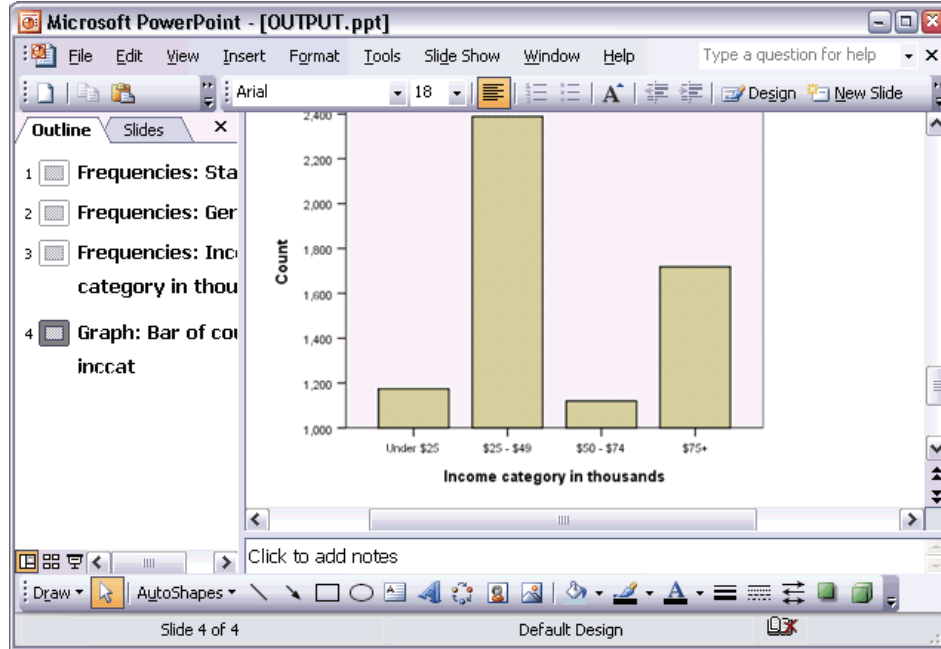 Microsoft PowerPoint - [OUTPUT.ppt]
File Edit View Insert Format Tools Slide Show Window Help Type a question for help
Arial 18 Design New Slide
Outline Slides
1 Frequencies: Sta
2 Frequencies: Ger
3 Frequencies: Inc
category in thou
4 Graph: Bar of cou
inccat
2,400
2,200
2,000
1,800
1,600
1,400
1,200
1,000
Count
Under $25 $25 - $49 $50 - $74 $75+
Income category in thousands
Click to add notes
Draw AutoShapes
Slide 4 of 4 Default Design